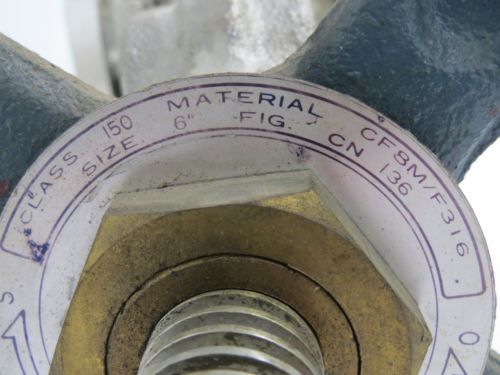 CLASS 150 MATERIAL CF8M/F316
SIZE 6" FIG. CN 136